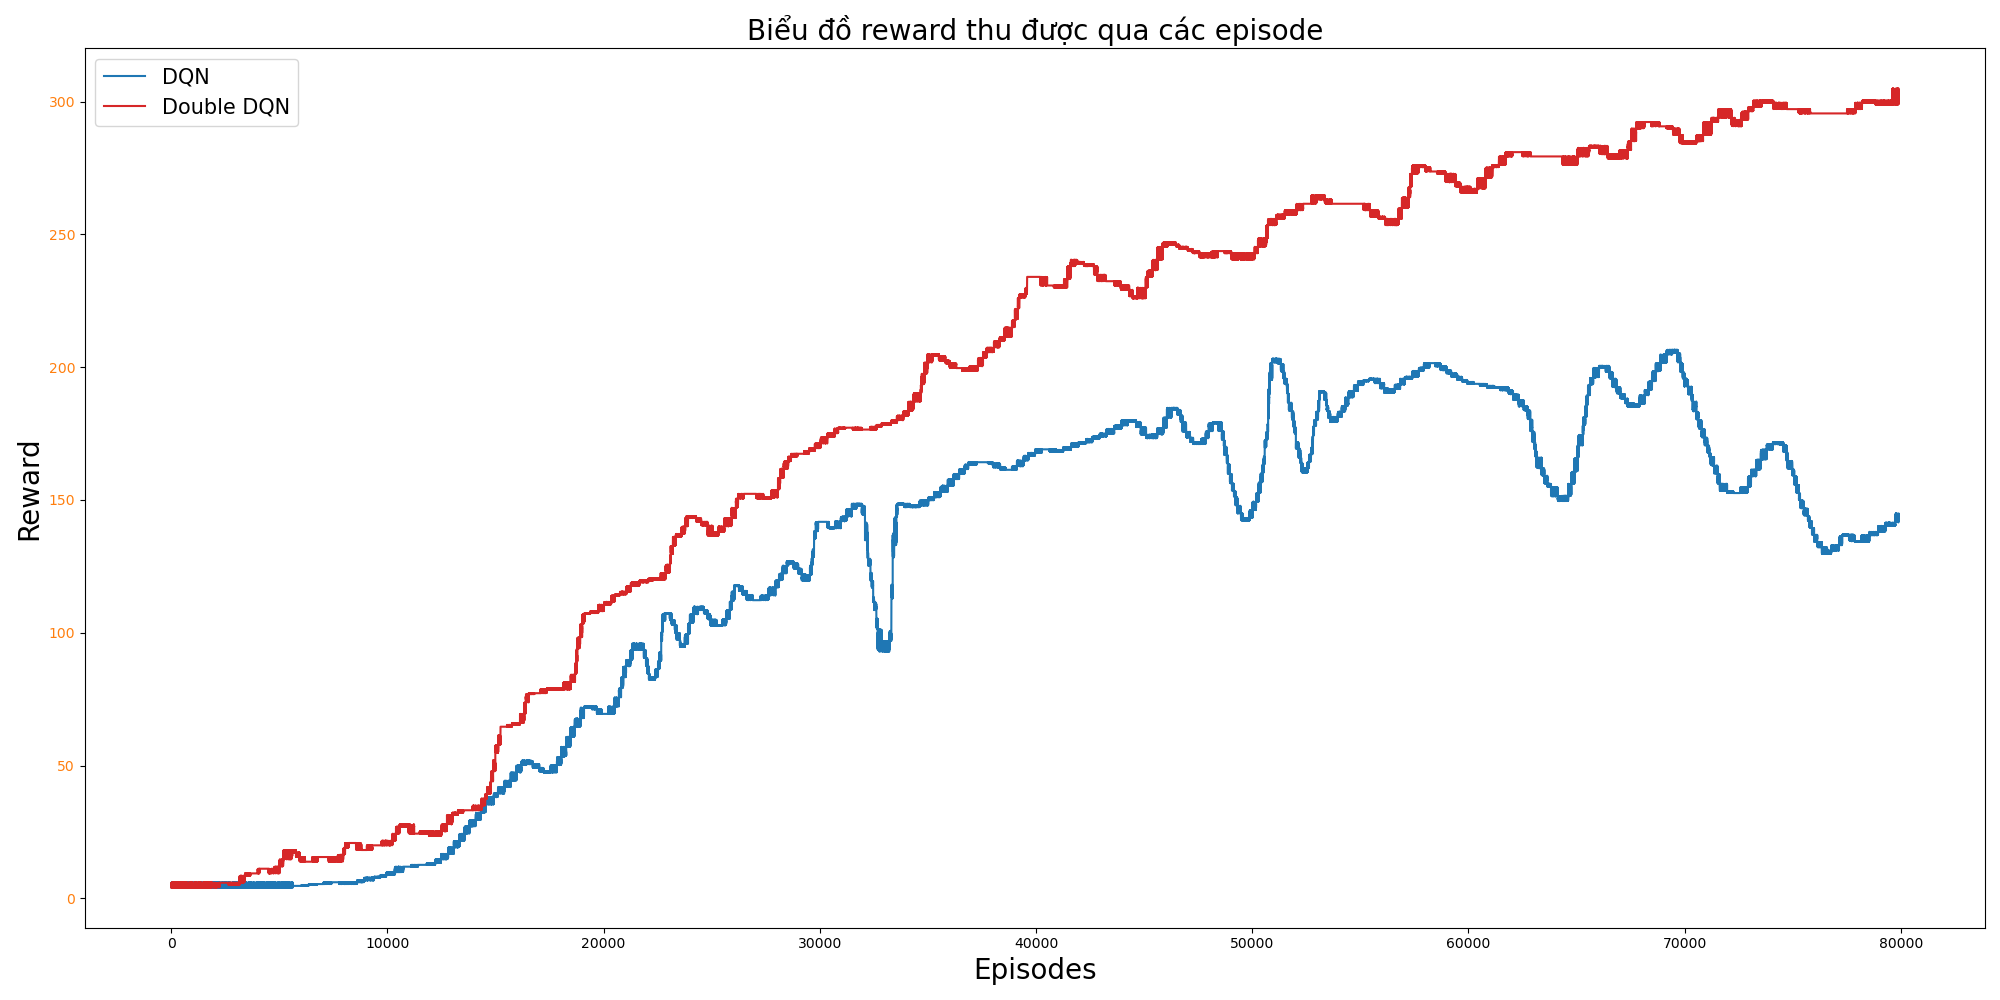 Biểu đồ reward thu được qua các episode
DQN
Double DQN
300
250
200
150
100
50
0
Reward
0 10000 20000 30000 40000 50000 60000 70000 80000
Episodes